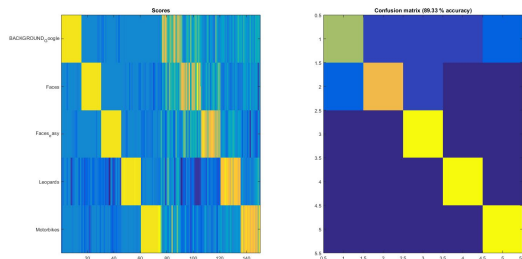 Scores
BACKGROUND_Google
Faces
Faces_easy
Leopards
Motorbikes
20 40 60 80 100 120 140
Confusion matrix (89.33 % accuracy)
0.5
1
1.5
2
2.5
3
3.5
4
4.5
5
5.5
0.5 1 1.5 2 2.5 3 3.5 4 4.5 5